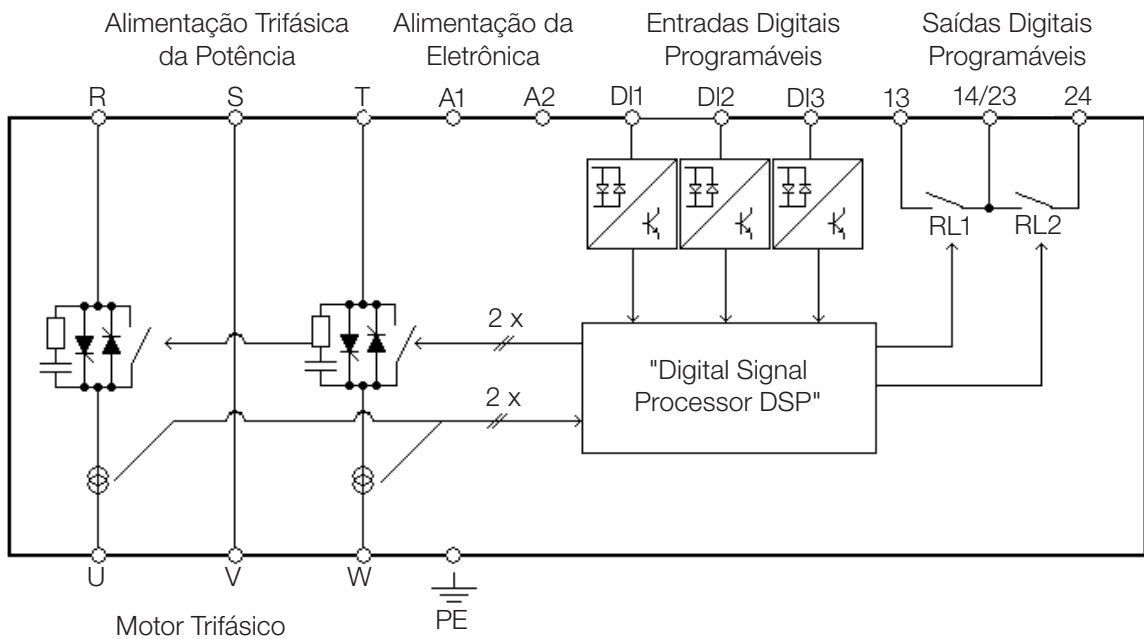 Alimentação Trifásica
da Potência
Alimentação da
Eletrônica
Entradas Digitais
Programáveis
Saídas Digitais
Programáveis
R S T A1 A2 DI1 DI2 DI3 13 14/23 24
RL1 RL2
2 x
"Digital Signal
Processor DSP"
2 x
U V W
PE
Motor Trifásico